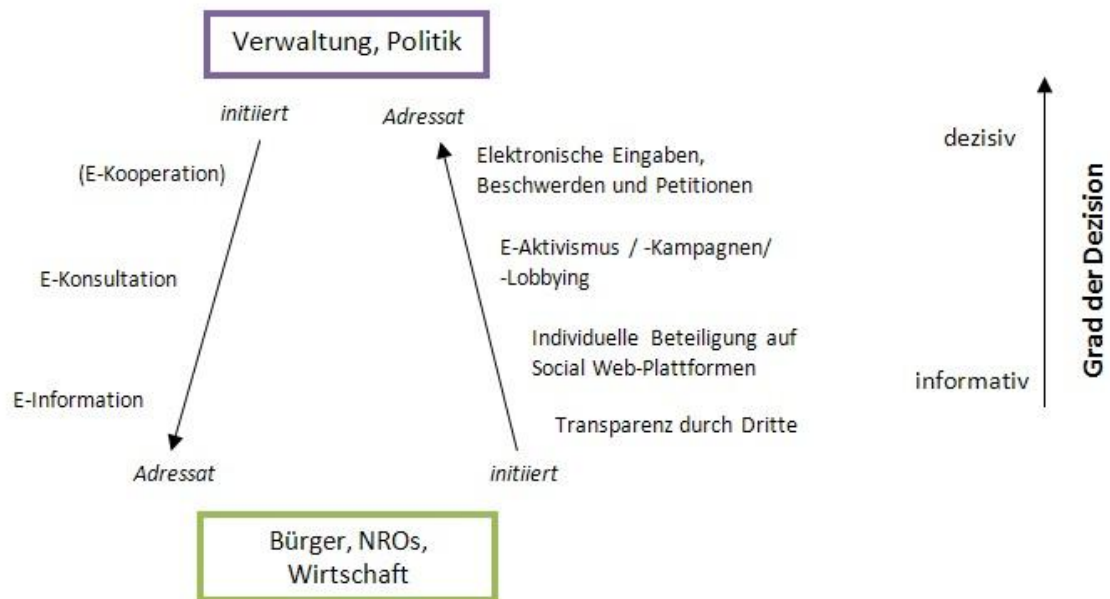 Verwaltung, Politik
initiiert
Adressat
(E-Kooperation)
E-Konsultation
E-Information
Elektronische Eingaben,
Beschwerden und Petitionen
E-Aktivismus / -Kampagnen/
-Lobbying
Individuelle Beteiligung auf
Social Web-Plattformen
Transparenz durch Dritte
Adressat
initiiert
Bürger, NROs,
Wirtschaft
dezisiv
informativ
Grad der Dezision